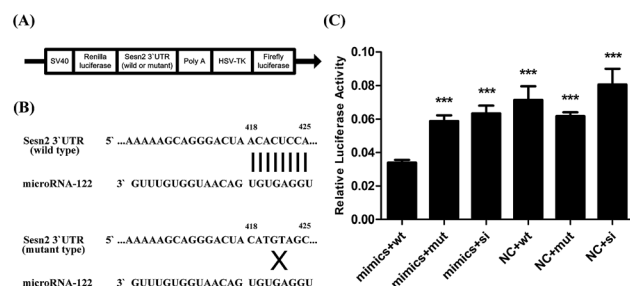 (A)
SV40
Renilla luciferase
Sesn2 3`UTR (wild or mutant)
Poly A
HSV-TK
Firefly luciferase
(B)
418 425
Sesn2 3`UTR 5` ...AAAAAGCAGGGACUA ACACUCCA...
(wild type)
microRNA-122 3` GUUUGUGGUAACAG UGUGAGGU
418 425
Sesn2 3`UTR 5` ...AAAAAGCAGGGACUA CATGTAGC...
(mutant type)
X
microRNA-122 3` GUUUGUGGUAACAG UGUGAGGU
(C)
Relative Luciferase Activity
0.10
0.08
0.06
0.04
0.02
0.00
*** *** *** *** ***
mimics+wt
mimics+mut
mimics+si
NC+wt
NC+mut
NC+si